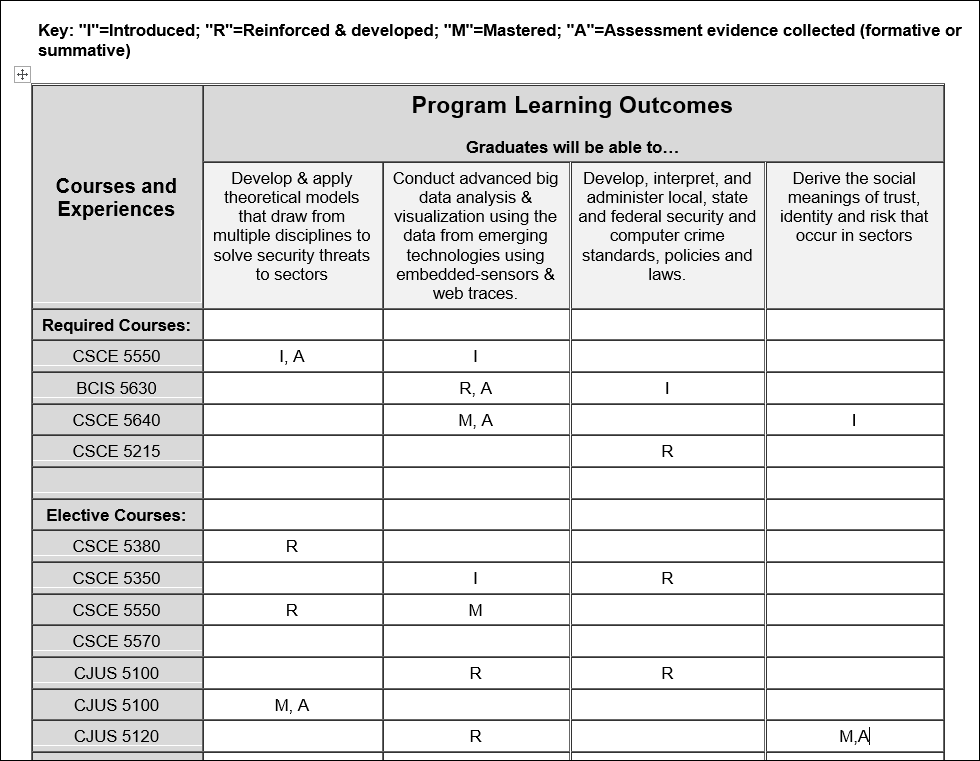 Key: "I"=Introduced; "R"=Reinforced & developed; "M"=Mastered; "A"=Assessment evidence collected (formative or
summative)
Courses and
Experiences
Program Learning Outcomes
Graduates will be able to…
Develop & apply
theoretical models
that draw from
multiple disciplines to
solve security threats
to sectors
Conduct advanced big
data analysis &
visualization using the
data from emerging
technologies using
embedded-sensors &
web traces.
Develop, interpret, and
administer local, state
and federal security and
computer crime
standards, policies and
laws.
Derive the social
meanings of trust,
identity and risk that
occur in sectors
Required Courses:
CSCE 5550 I, A I
BCIS 5630 R, A I
CSCE 5640 M, A I
CSCE 5215 R
Elective Courses:
CSCE 5380 R
CSCE 5350 I R
CSCE 5550 R M
CSCE 5570
CJUS 5100 R R
CJUS 5100 M, A
CJUS 5120 R M,A